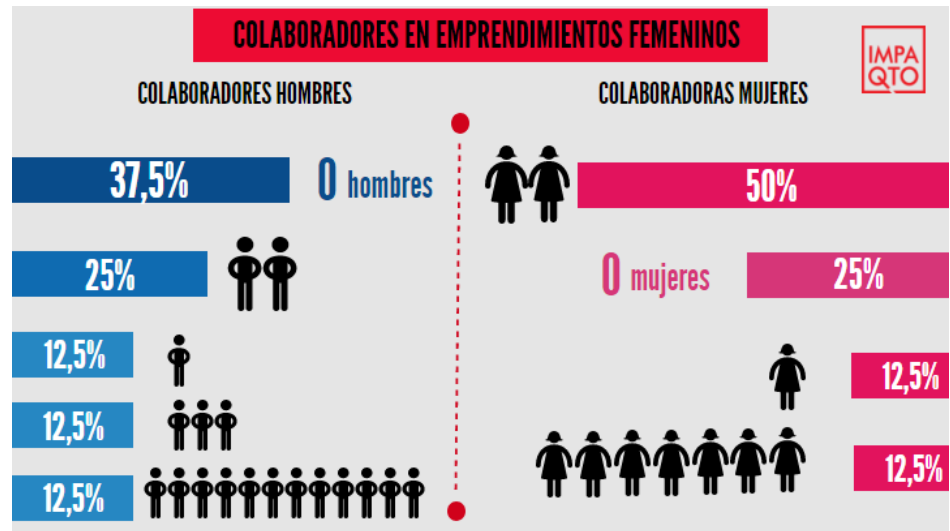 COLABORADORES EN EMPRENDIMIENTOS FEMENINOS
IMPA
QTO
COLABORADORES HOMBRES
37,5%
0 hombres
25%
12,5%
12,5%
12,5%
COLABORADORAS MUJERES
50%
0 mujeres
25%
12,5%
12,5%